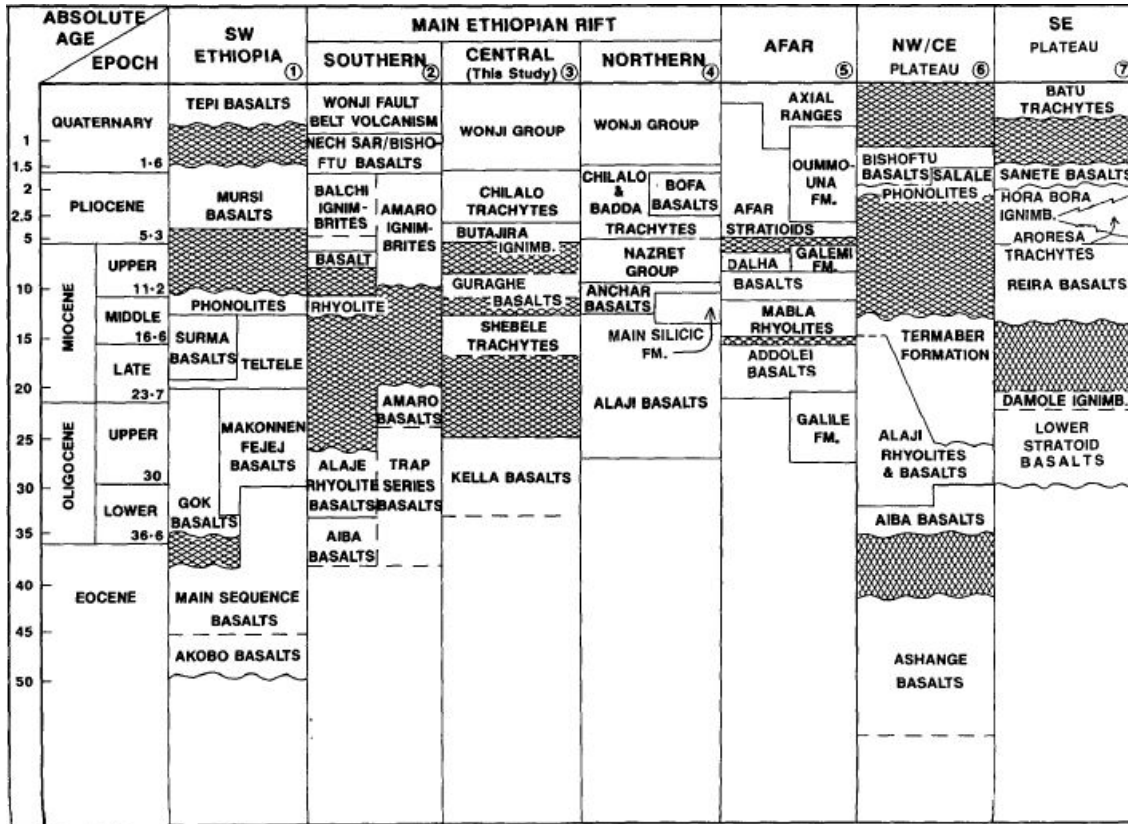 ABSOLUTE
AGE
EPOCH
SW
ETHIOPIA
1
MAIN ETHIOPIAN RIFT
SOUTHERN
2
CENTRAL
(This Study)
3
NORTHERN
4
AFAR
5
NW/CE
PLATEAU
6
SE
PLATEAU
7
1
1.5
2
2.5
5
10
15
20
25
30
35
40
45
50
QUATERNARY
1·6
PLIOCENE
5·3
MIOCENE
UPPER
11·2
MIDDLE
16·6
LATE
23·7
OLIGOCENE
UPPER
30
LOWER
36·6
EOCENE
TEPI BASALTS
MURSI
BASALTS
PHONOLITES
SURMA
BASALTS
TELTELE
MAKONNEN
FEJEJ
BASALTS
GOK
BASALTS
MAIN SEQUENCE
BASALTS
AKOBO BASALTS
WONJI FAULT
BELT VOLCANISM
NECH SAR/BISHO-
FTU BASALTS
BALCHI
IGNIM-
BRITES
AMARO
IGNIM-
BRITES
BASALT
RHYOLITE
AMARO
BASALTS
ALAJE
RHYOLITE
BASALTS
TRAP
SERIES
BASALTS
AIBA
BASALTS
WONJI GROUP
CHILALO
TRACHYTES
BUTAJIRA
IGNIMB.
GURAGHE
BASALTS
SHEBELE
TRACHYTES
KELLA BASALTS
WONJI GROUP
CHILALO
&
BADDA
TRACHYTES
BOFA
BASALTS
NAZRET
GROUP
ANCHAR
BASALTS
MAIN SILICIC
FM.
ALAJI BASALTS
AXIAL
RANGES
OUMMO-
UNA
FM.
AFAR
STRATIOIDS
DALHA
BASALTS
GALEMI
FM.
MABLA
RHYOLITES
ADDOLEI
BASALTS
GALILE
FM.
BISHOFTU
BASALTS
SALALE
PHONOLITES
TERMABER
FORMATION
ALAJI
RHYOLITES
& BASALTS
AIBA BASALTS
ASHANGE
BASALTS
BATU
TRACHYTES
SANETE BASALTS
HORA BORA
IGNIMB.
ARORESA
TRACHYTES
REIRA BASALTS
DAMOLE IGNIMB.
LOWER
STRATOID
BASALTS